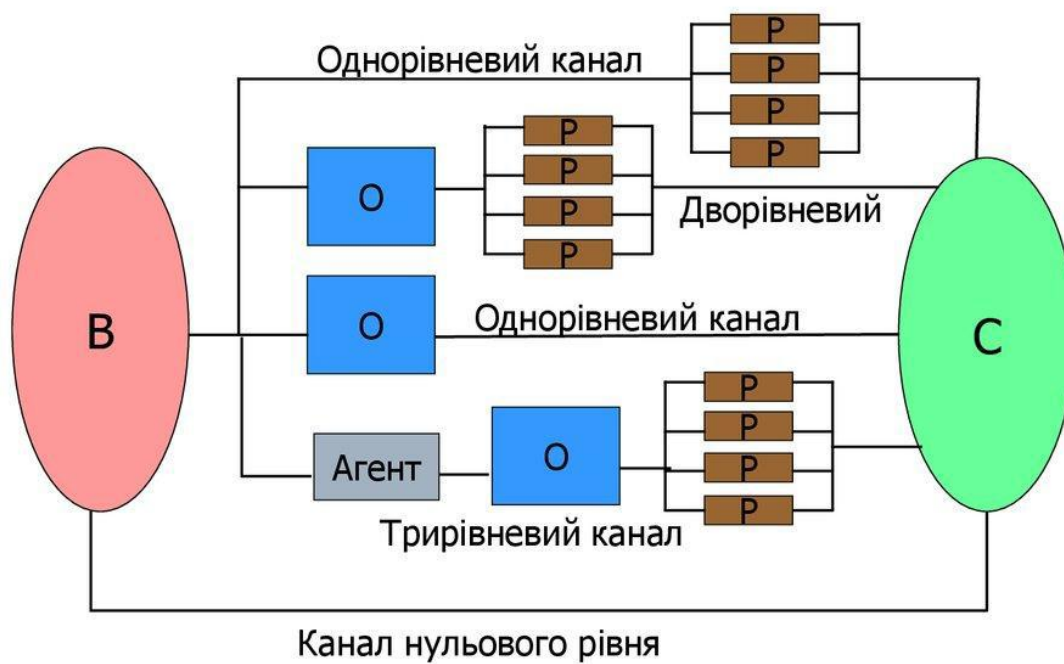 Р
Однорівневий канал
Р
Р
Р
Р
О
Р
Р
Р
Дворівневий
В
О
Однорівневий канал
С
Р
Р
Агент
О
Р
Р
Трирівневий канал
Канал нульового рівня